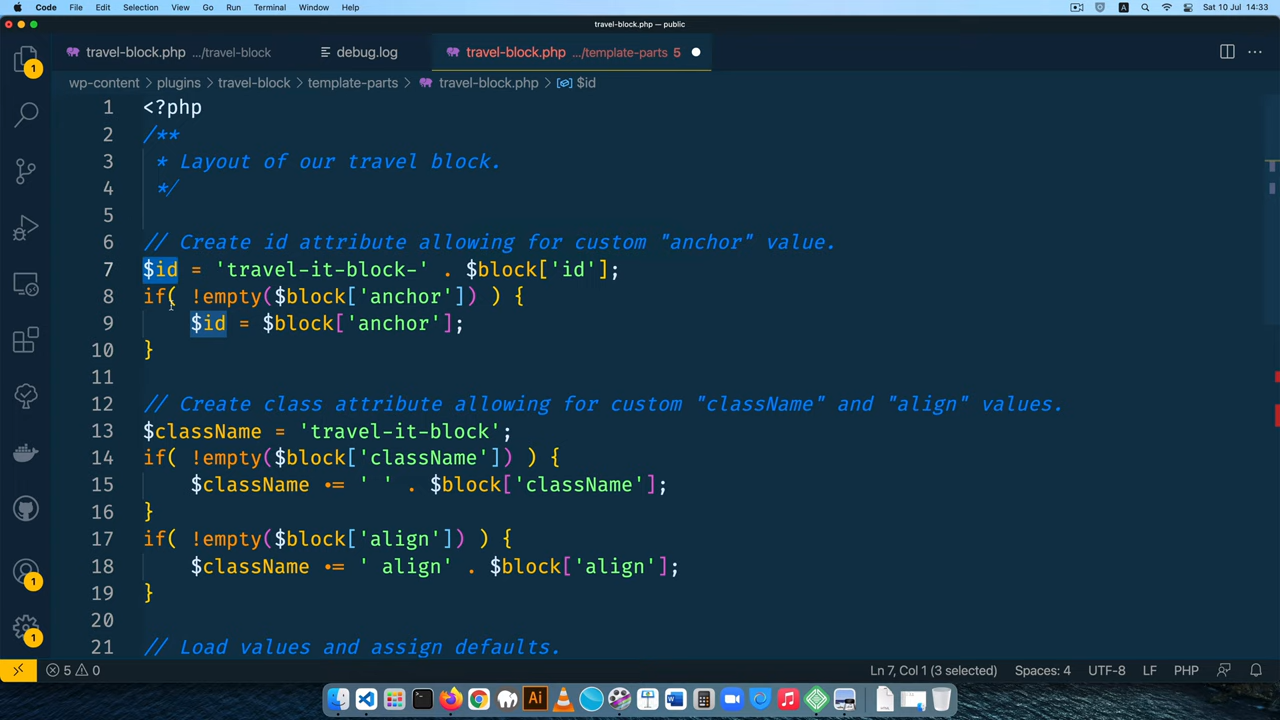 Code File Edit Selection View Go Run Terminal Window Help A Sat 10 Jul 14:33
travel-block.php — public
travel-block.php …/travel-block debug.log travel-block.php …/template-parts 5
wp-content > plugins > travel-block > template-parts > travel-block.php > $id
1 <?php
2 /**
3 * Layout of our travel block.
4 */
5
6 // Create id attribute allowing for custom "anchor" value.
7 $id = 'travel-it-block-' . $block['id'];
8 if( !empty($block['anchor']) ) {
9 $id = $block['anchor'];
10 }
11
12 // Create class attribute allowing for custom "className" and "align" values.
13 $className = 'travel-it-block';
14 if( !empty($block['className']) ) {
15 $className .= ' ' . $block['className'];
16 }
17 if( !empty($block['align']) ) {
18 $className .= ' align' . $block['align'];
19 }
20
21 // Load values and assign defaults.
1
1
1
5 0 Ln 7, Col 1 (3 selected) Spaces: 4 UTF-8 LF PHP
Ai